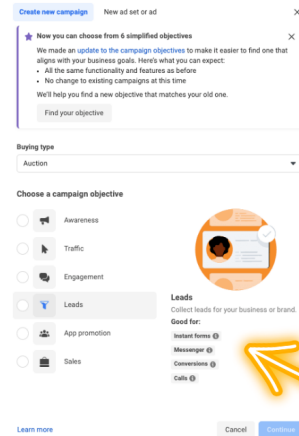 Create new campaign
New ad set or ad
Now you can choose from 6 simplified objectives
We made an update to the campaign objectives to make it easier to find one that
aligns with your business goals. Here's what you can expect:
• All the same functionality and features as before
• No change to existing campaigns at this time
We'll help you find a new objective that matches your old one.
Find your objective
Buying type
Auction
Choose a campaign objective
Awareness
Traffic
Engagement
Leads
App promotion
Sales
Leads
Collect leads for your business or brand.
Good for:
Instant forms
Messenger
Conversions
Calls
Learn more
Cancel
Continue